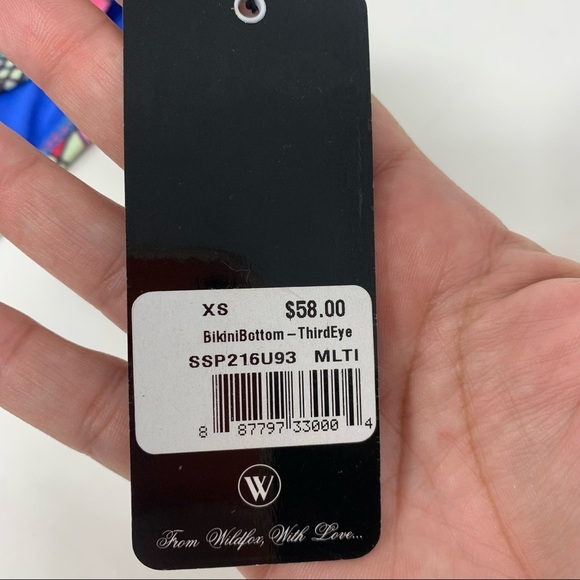 XS $58.00
BikiniBottom-ThirdEye
SSP216U93 MLTI
8 87797 33000 4
W
From Wildfox, With Love...